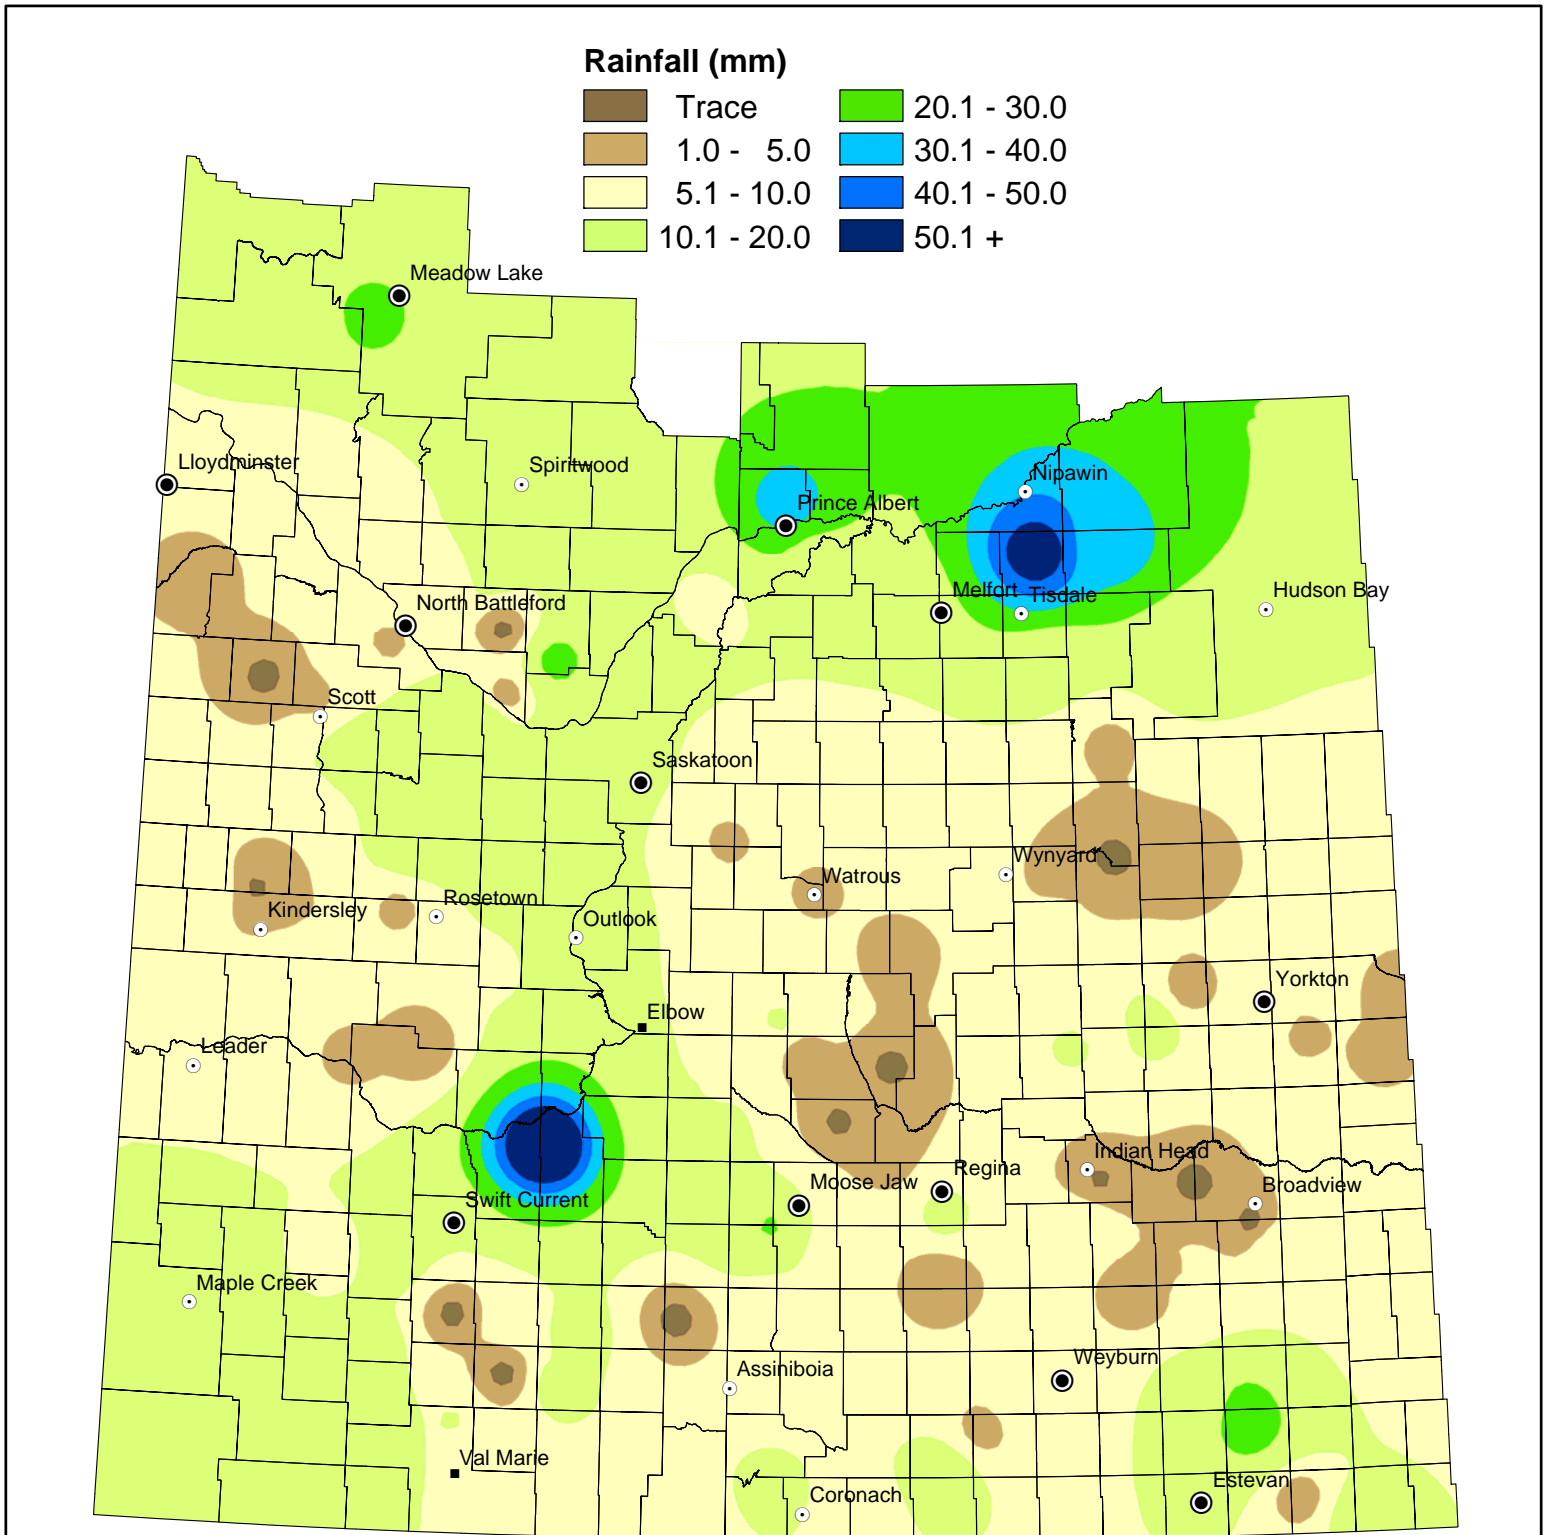 Rainfall (mm)
Trace
20.1 - 30.0
1.0 - 5.0
30.1 - 40.0
5.1 - 10.0
40.1 - 50.0
10.1 - 20.0
50.1 +
Meadow Lake
Lloydminster
Spiritwood
Nipawin
Prince Albert
Melfort
Tisdale
Hudson Bay
North Battleford
Scott
Saskatoon
Wynyard
Watrous
Rosetown
Kindersley
Outlook
Yorkton
Elbow
Leader
Indian Head
Regina
Moose Jaw
Broadview
Swift Current
Maple Creek
Weyburn
Assiniboia
Val Marie
Estevan
Coronach